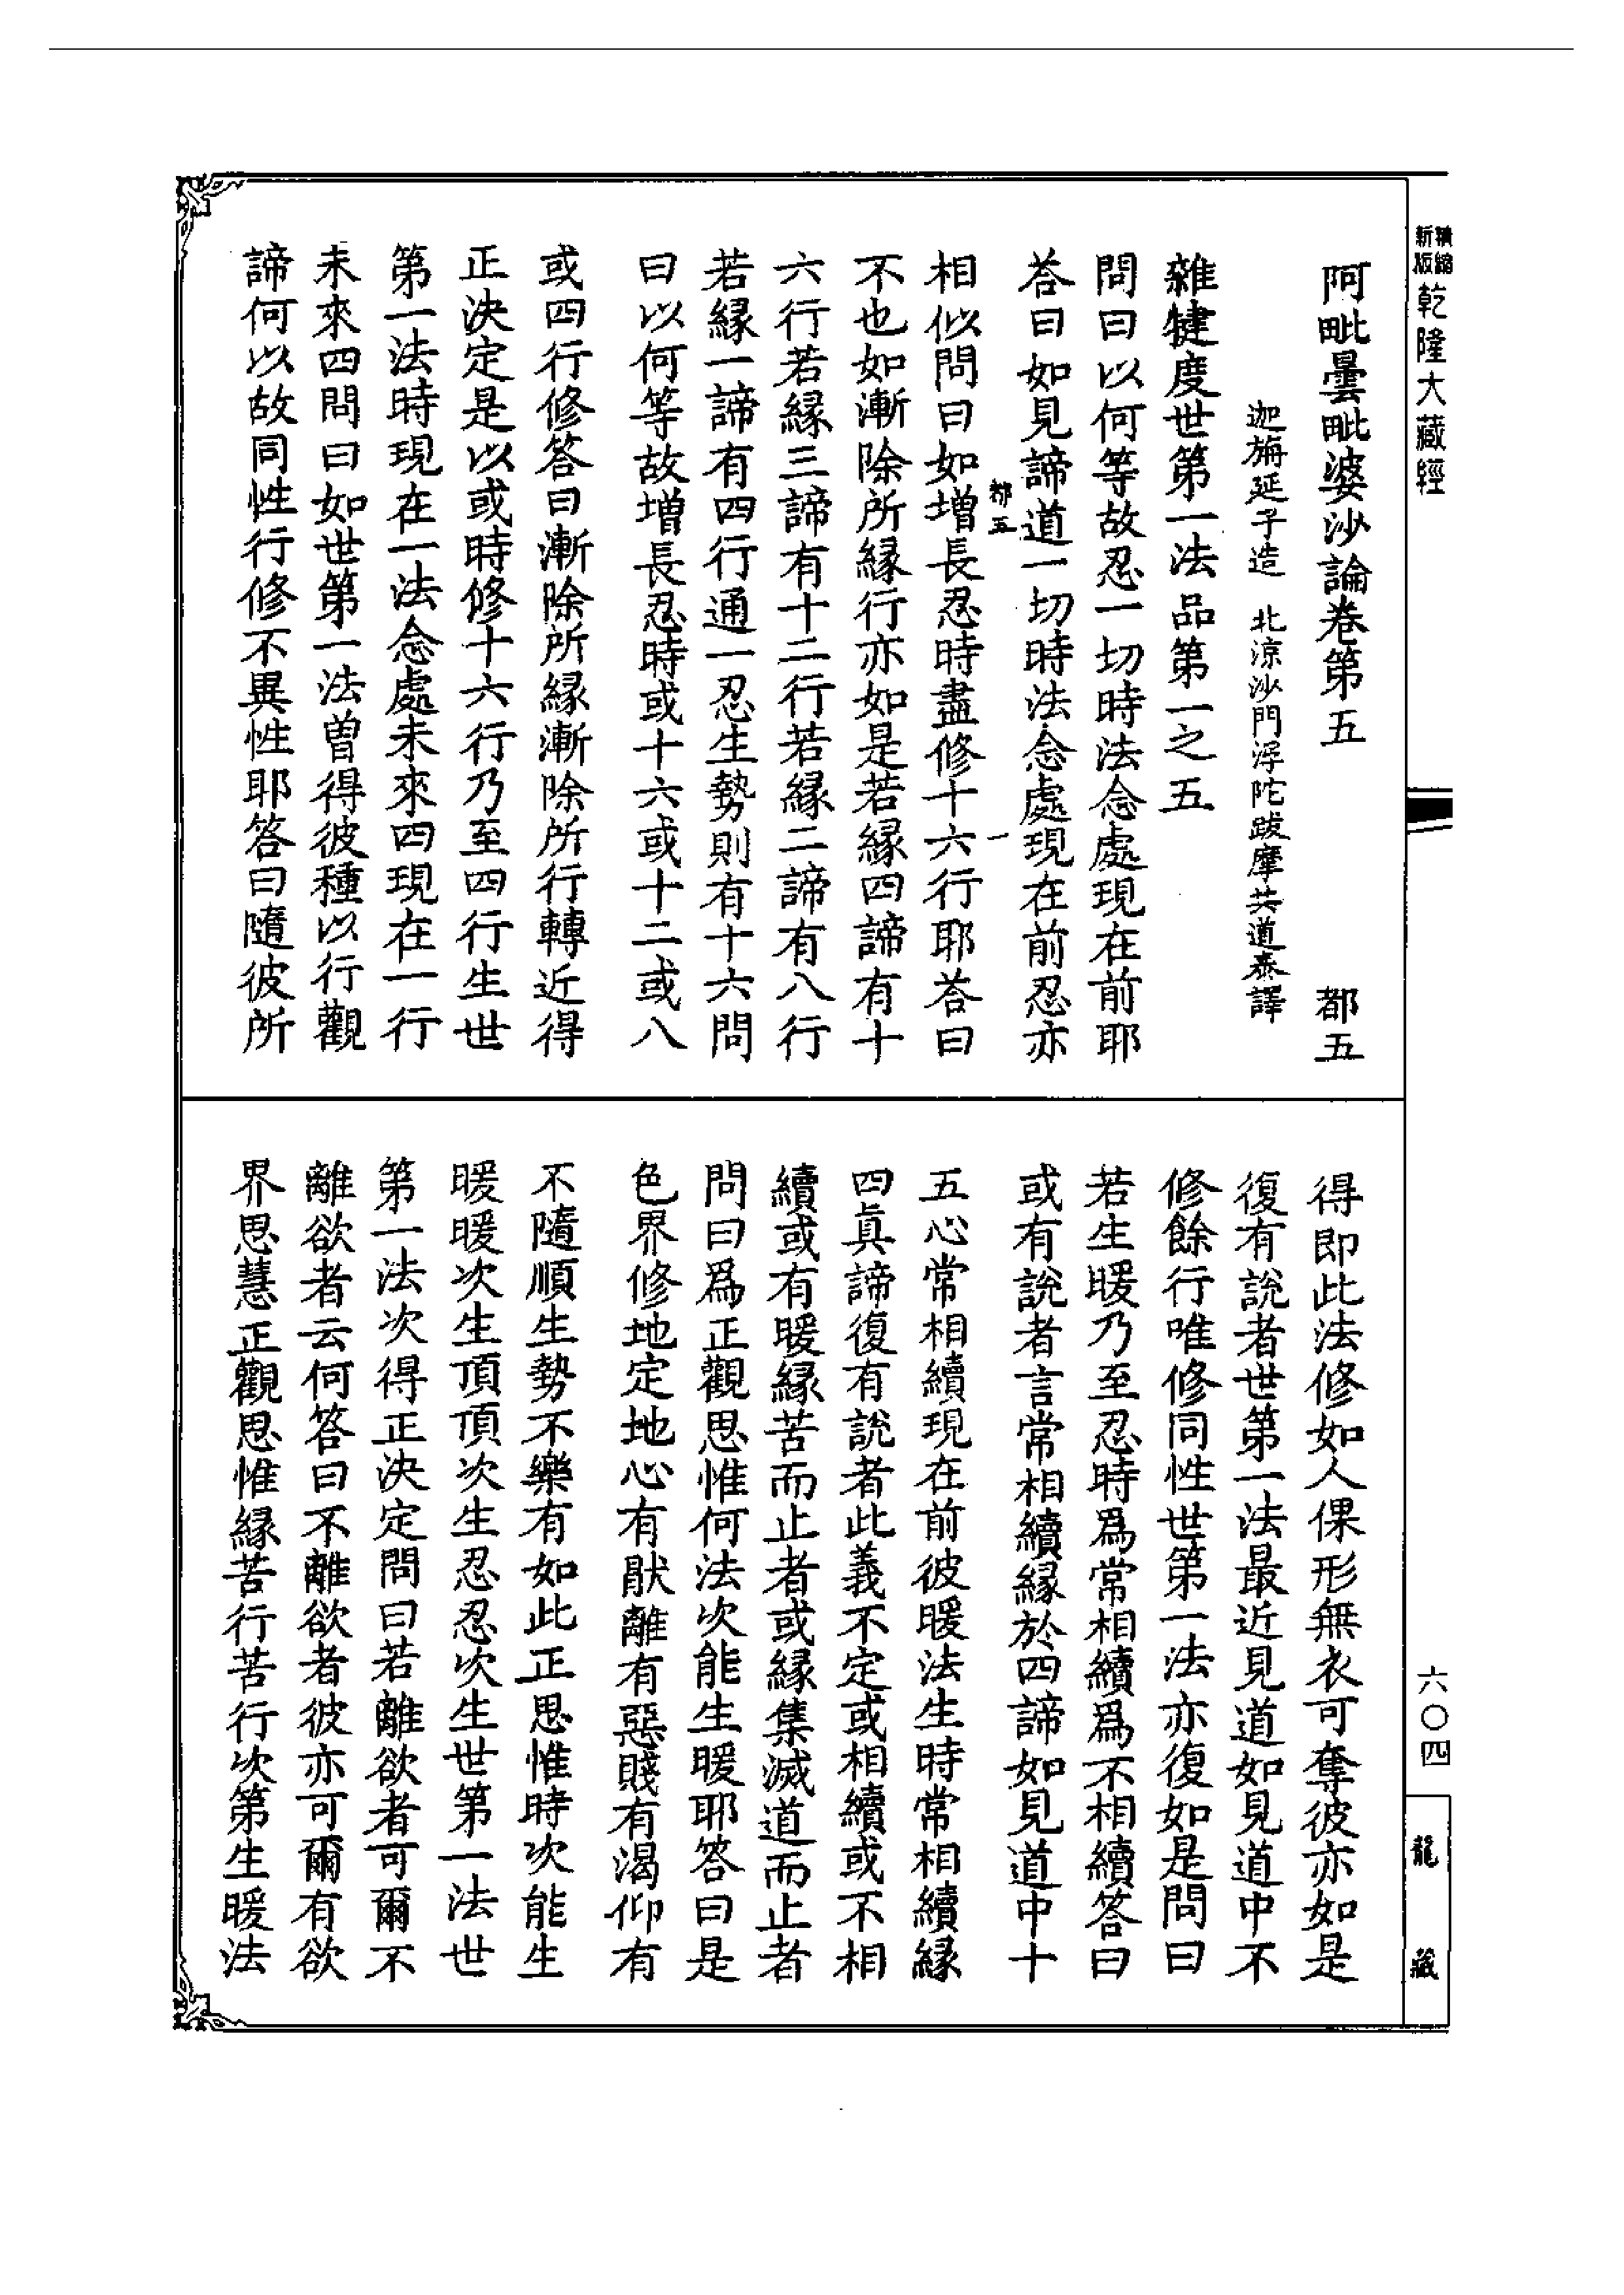 精縮
新版
乾隆大藏經
阿毗曇毗婆沙論卷第五　都五
迦旃延子造　北涼沙門浮陀跋摩共道泰譯
雜犍度世第一法品第一之五
問曰以何等故忍一切時法念處現在前耶
答曰如見諦道一切時法念處現在前忍亦
都五　一
相似問曰如增長忍時盡修十六行耶答曰
不也如漸除所緣行亦如是若緣四諦有十
六行若緣三諦有十二行若緣二諦有八行
若緣一諦有四行通一忍生勢則有十六問
曰以何等故增長忍時或十六或十二或八
或四行修答曰漸除所緣漸除所行轉近得
正決定是以或時修十六行乃至四行生世
第一法時現在一法念處未來四現在一行
未來四問曰如世第一法曾得彼種以行觀
諦何以故同性行修不異性耶答曰隨彼所
得即此法修如人倮形無衣可奪彼亦如是
復有說者世第一法最近見道如見道中不
修餘行唯修同性世第一法亦復如是問曰
若生暖乃至忍時爲常相續爲不相續答曰
或有說者言常相續緣於四諦如見道中十
五心常相續現在前彼暖法生時常相續緣
四真諦復有說者此義不定或相續或不相
續或有暖緣苦而止者或緣集滅道而止者
問曰爲正觀思惟何法次能生暖耶答曰是
色界修地定地心有猒離有惡賤有渴仰有
不隨順生勢不樂有如此正思惟時次能生
暖暖次生頂頂次生忍忍次生世第一法世
第一法次得正決定問曰若離欲者可爾不
離欲者云何答曰不離欲者彼亦可爾有欲
界思慧正觀思惟緣苦行苦行次第生暖法
六〇四
龍藏